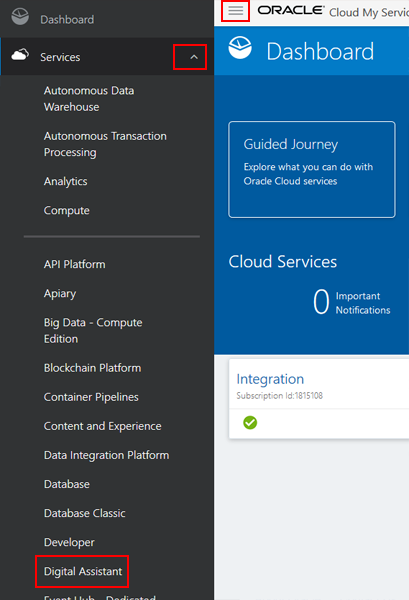 Dashboard
Services
Autonomous Data
Warehouse
Autonomous Transaction
Processing
Analytics
Compute
API Platform
Apiary
Big Data - Compute
Edition
Blockchain Platform
Container Pipelines
Content and Experience
Data Integration Platform
Database
Database Classic
Developer
Digital Assistant
Event Hub - Dedicated
ORACLE Cloud My Servic
Dashboard
Guided Journey
Explore what you can do with
Oracle Cloud services
Cloud Services
0 Important
Notifications
Integration
Subscription Id:1815108